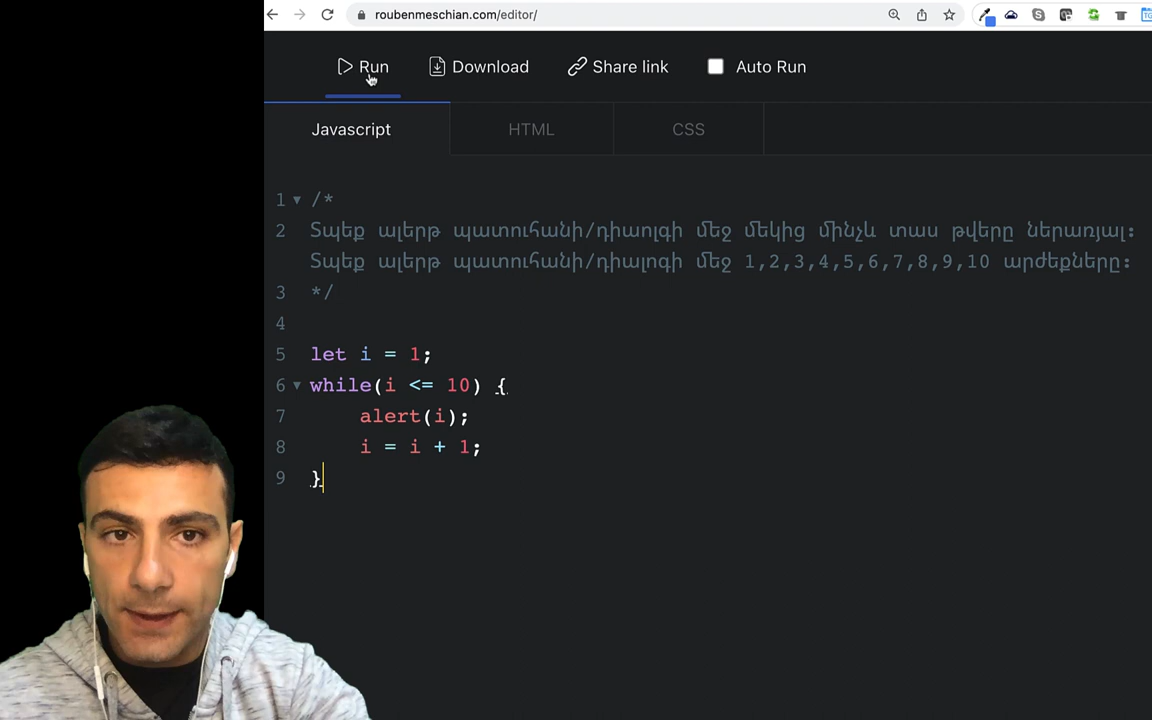 roubenmeschian.com/editor/
Run Download Share link Auto Run
Javascript HTML CSS
1 /*
2 Տպեք ալերթ պատուհանի/դիաոլգի մեջ մեկից մինչև տաս թվերը ներառյալ:
Տպեք ալերթ պատուհանի/դիալոգի մեջ 1,2,3,4,5,6,7,8,9,10 արժեքները:
3 */
4
5 let i = 1;
6 while(i <= 10) {
7 alert(i);
8 i = i + 1;
9 }